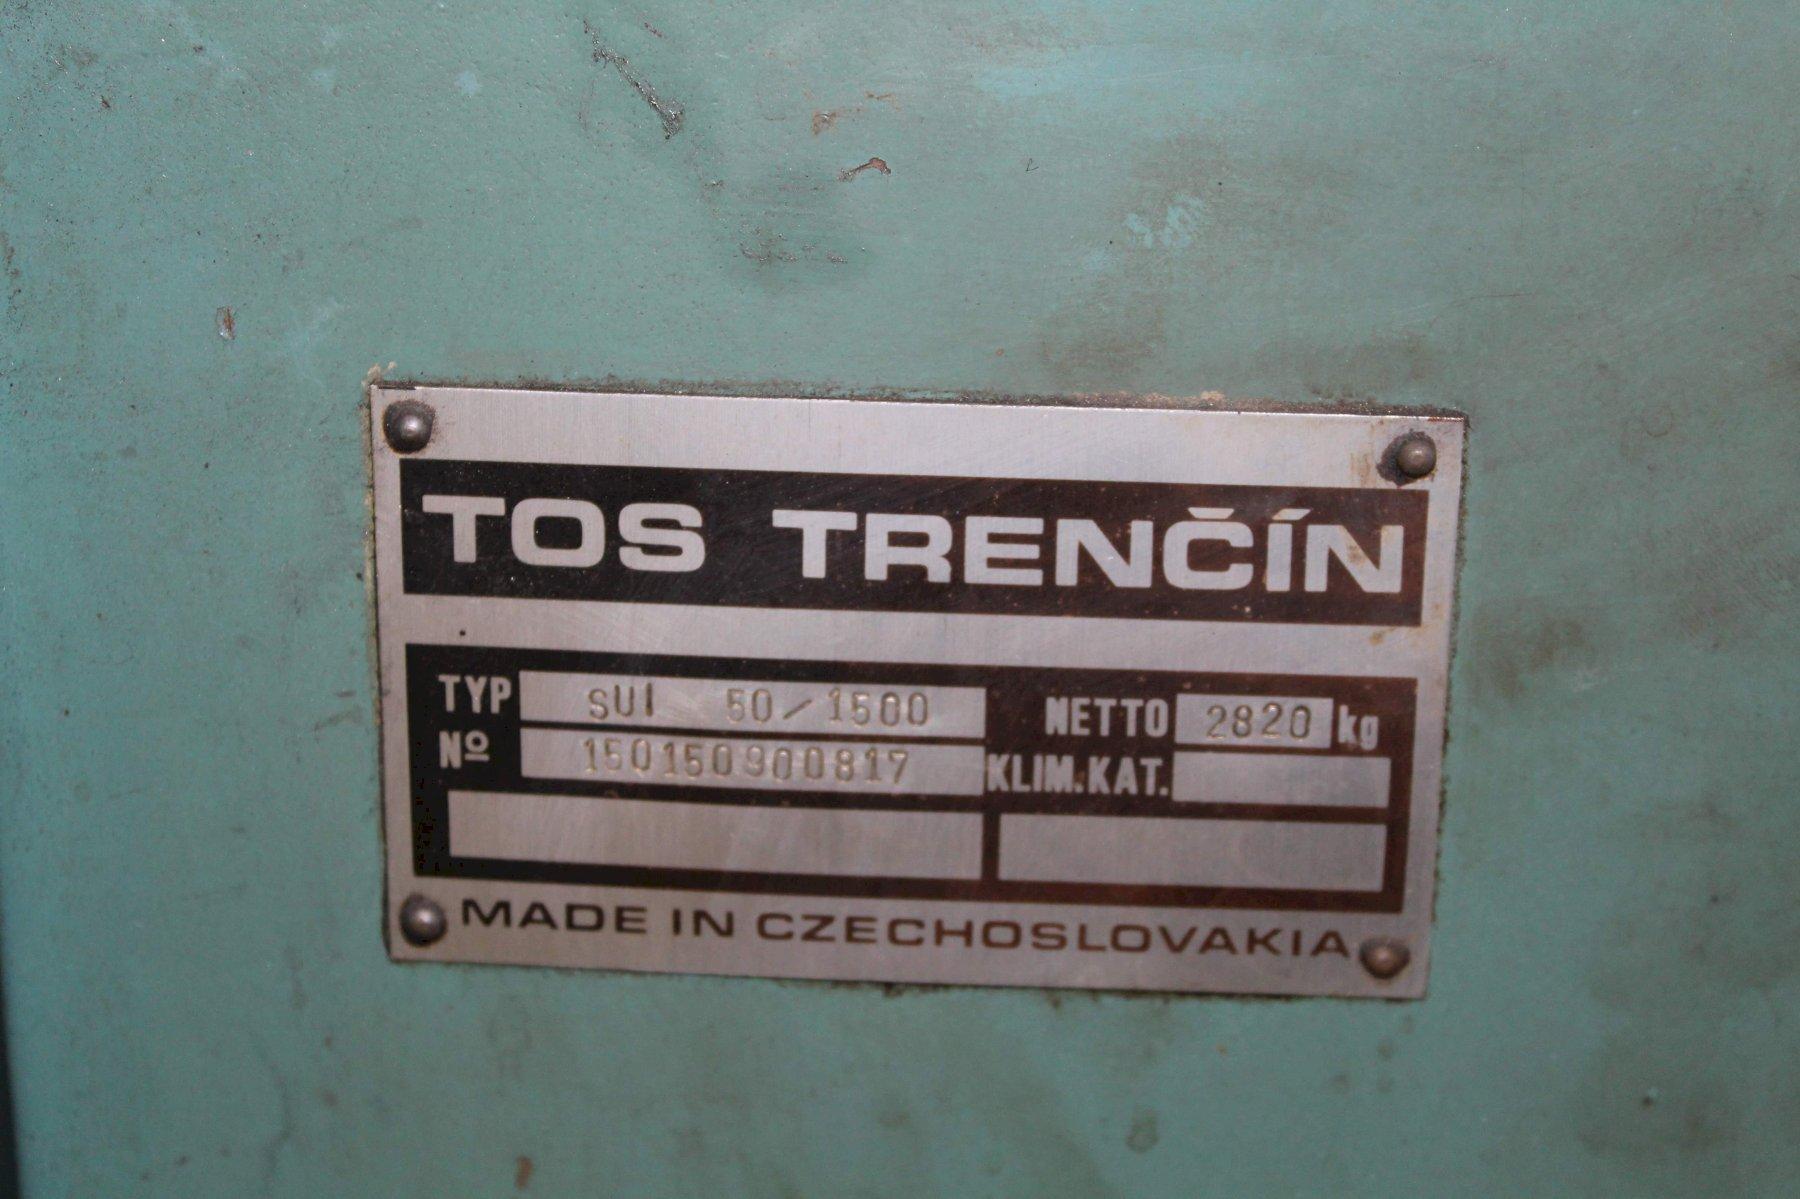 TOS TRENČÍN
TYP SUI 50/1500 NETTO 2820 kg
Nº 150150900817 KLIM.KAT.
MADE IN CZECHOSLOVAKIA